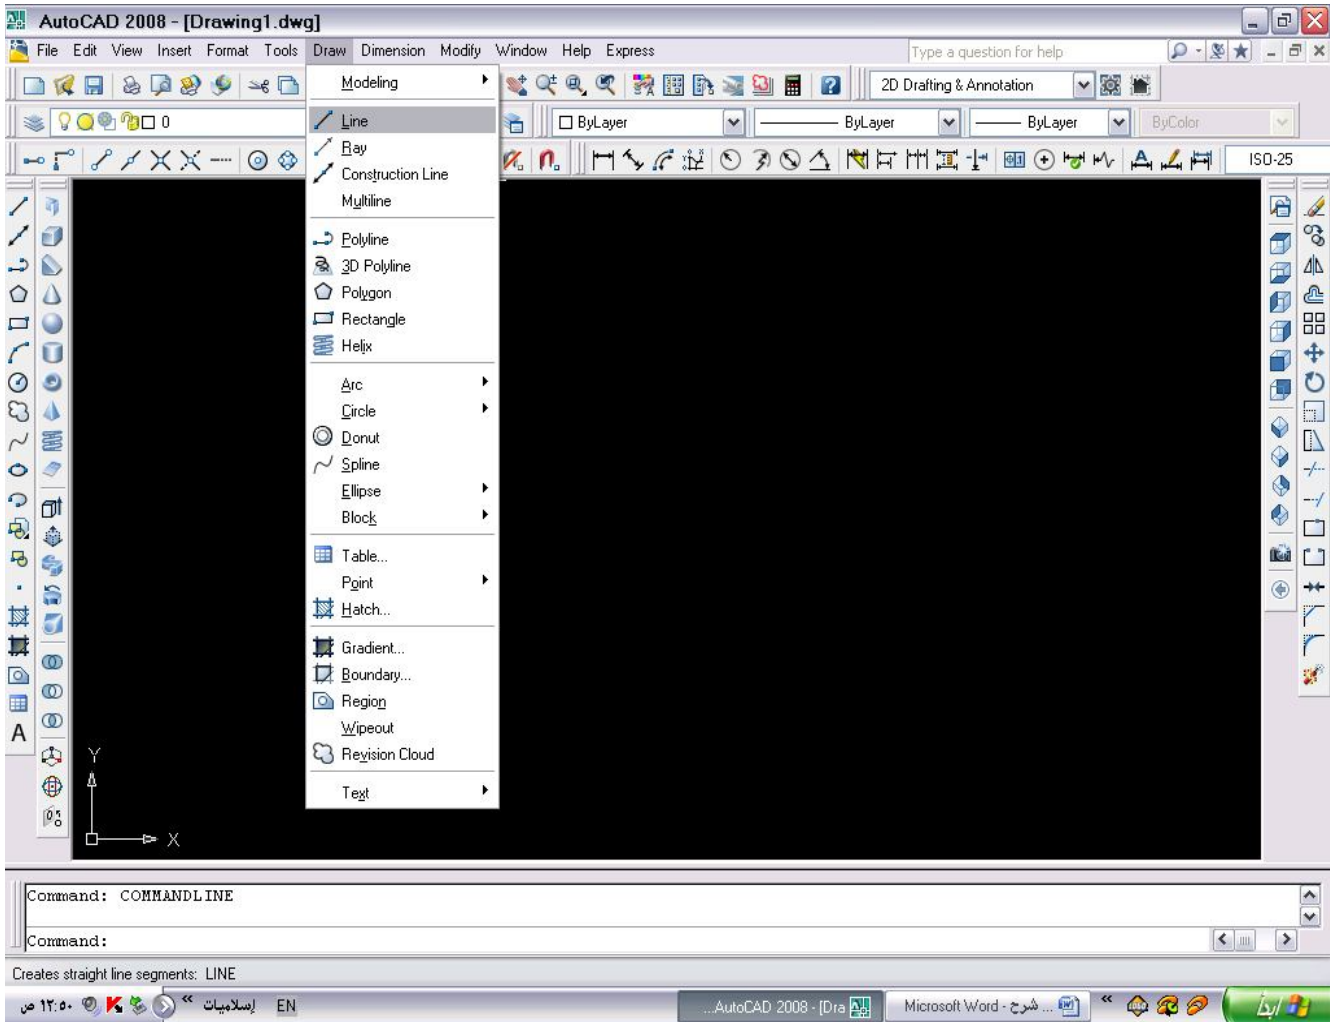 AutoCAD 2008 - [Drawing1.dwg]
File Edit View Insert Format Tools Draw Dimension Modify Window Help Express
Type a question for help
2D Drafting & Annotation
0
ByLayer
ByLayer
ByLayer
ByColor
ISO-25
Modeling
Line
Ray
Construction Line
Multiline
Polyline
3D Polyline
Polygon
Rectangle
Helix
Arc
Circle
Donut
Spline
Ellipse
Block
Table...
Point
Hatch...
Gradient...
Boundary...
Region
Wipeout
Revision Cloud
Text
A
Y
X
Command: COMMANDLINE
Command:
Creates straight line segments: LINE
١٢:٥٠ ص
إسلاميات
EN
...AutoCAD 2008 - [Dra
Microsoft Word - شرح ...
ابدأ